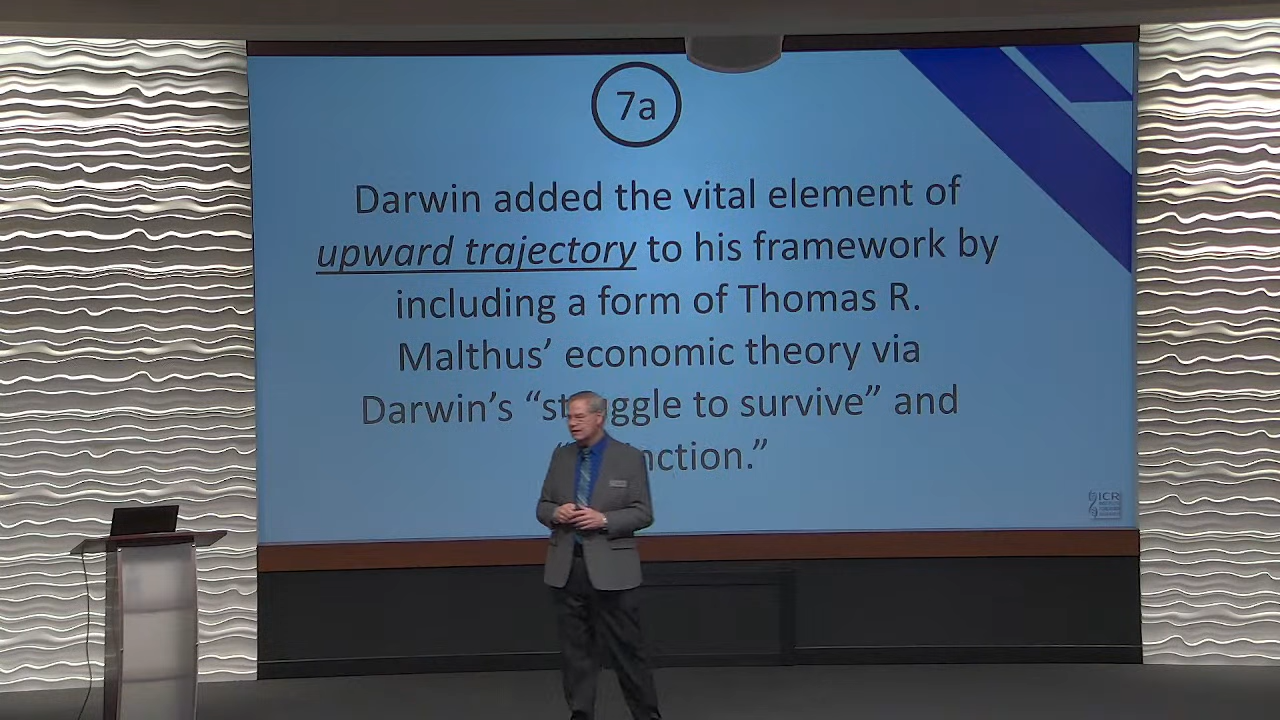 7a
Darwin added the vital element of
upward trajectory to his framework by
including a form of Thomas R.
Malthus’ economic theory via
Darwin’s “st ggle to survive” and
nction.”
ICR